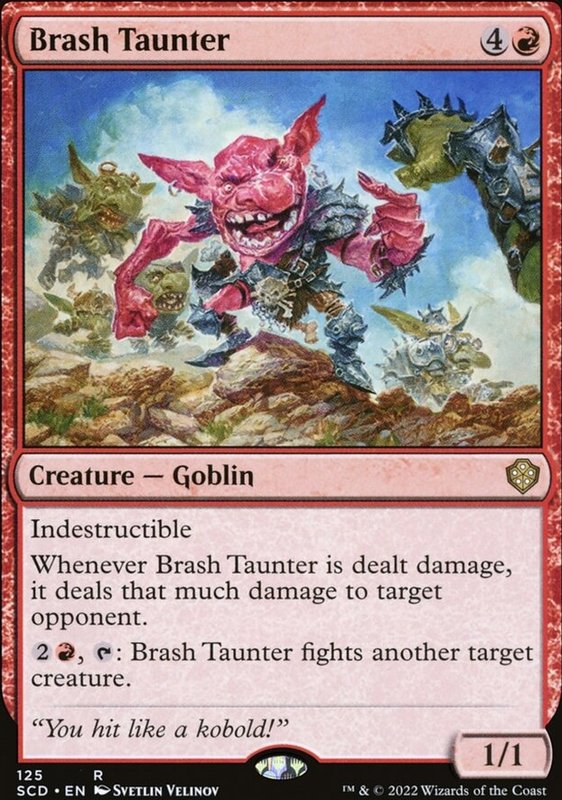 Brash Taunter 4
Creature — Goblin
Indestructible
Whenever Brash Taunter is dealt damage,
it deals that much damage to target
opponent.
2 , : Brash Taunter fights another target
creature.
“You hit like a kobold!”
1/1
125 R
SCD • EN Svetlin Velinov
™ & © 2022 Wizards of the Coast